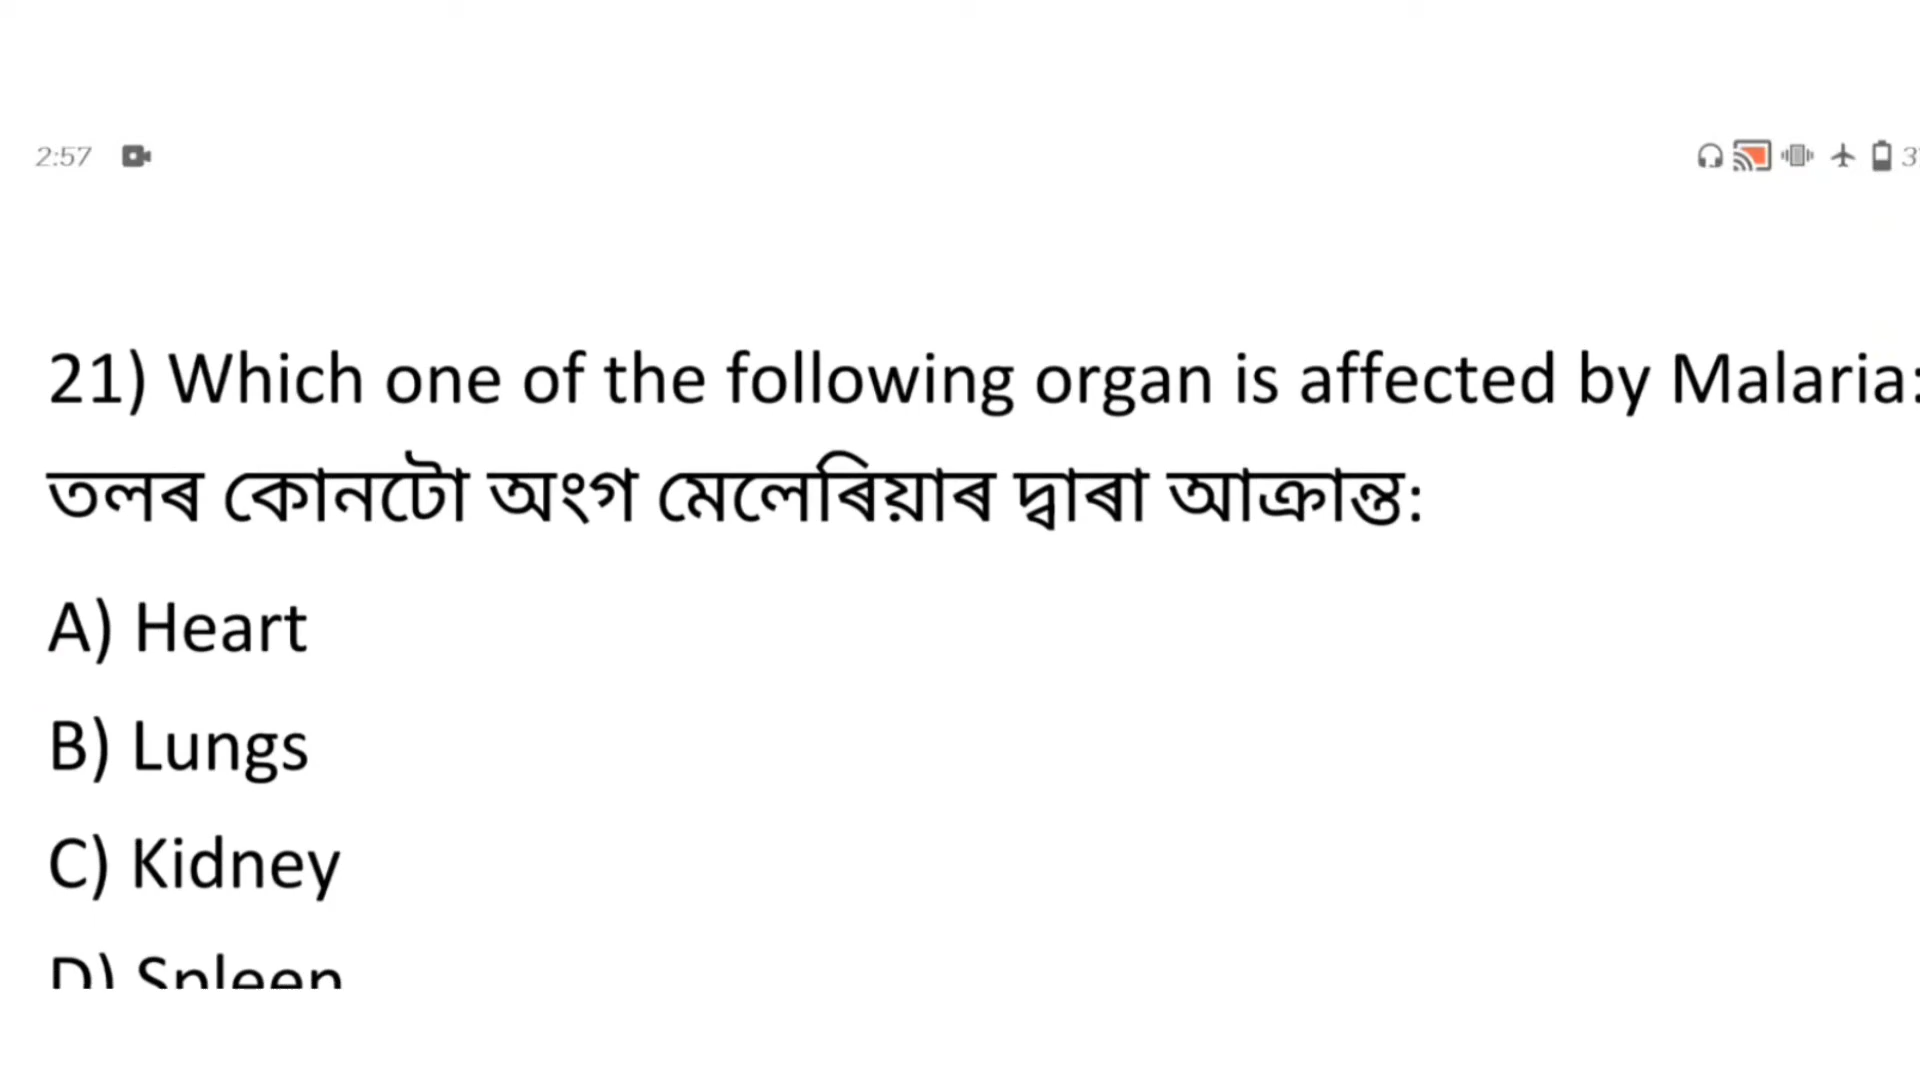 2:57
3
21) Which one of the following organ is affected by Malaria:
তলৰ কোনটো অংগ মেলেৰিয়াৰ দ্বাৰা আক্ৰান্ত:
A) Heart
B) Lungs
C) Kidney
D) Spleen